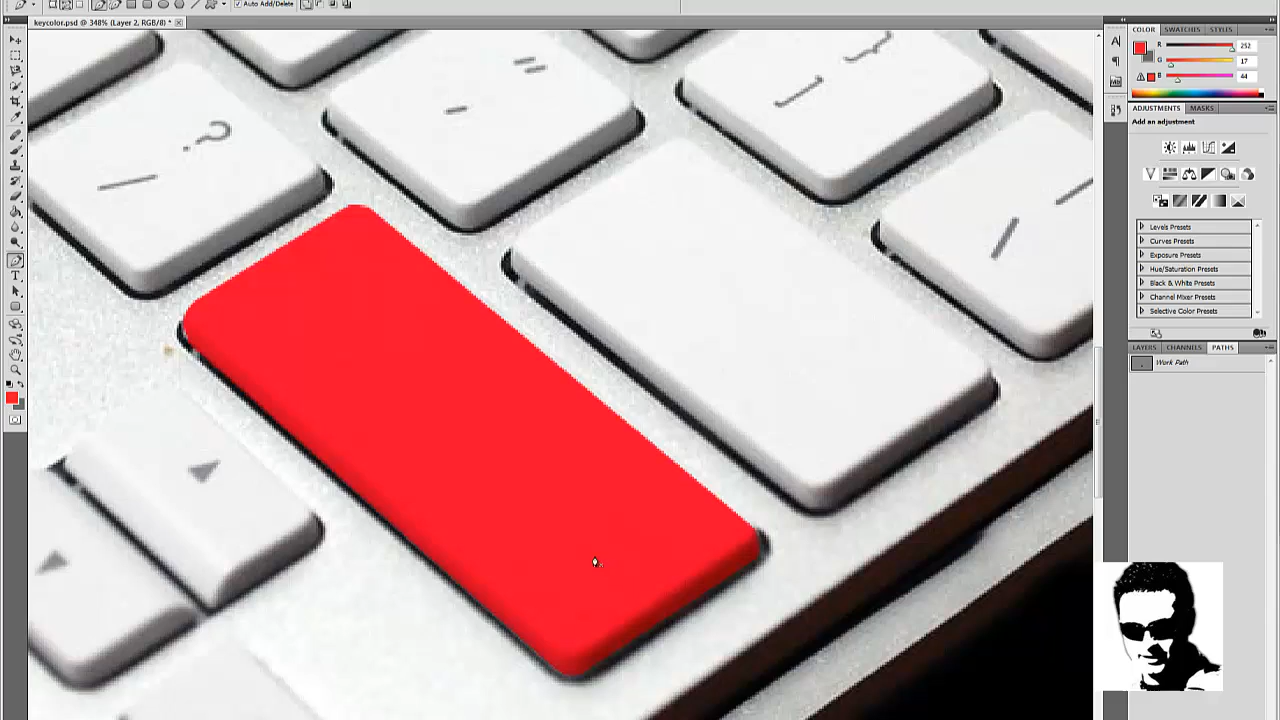 Auto Add/Delete
keycolor.psd @ 348% (Layer 2, RGB/8) *
COLOR SWATCHES STYLES
R 252
G 17
B 44
ADJUSTMENTS MASKS
Add an adjustment
Levels Presets
Curves Presets
Exposure Presets
Hue/Saturation Presets
Black & White Presets
Channel Mixer Presets
Selective Color Presets
LAYERS CHANNELS PATHS
Work Path
? /
" '
} ]